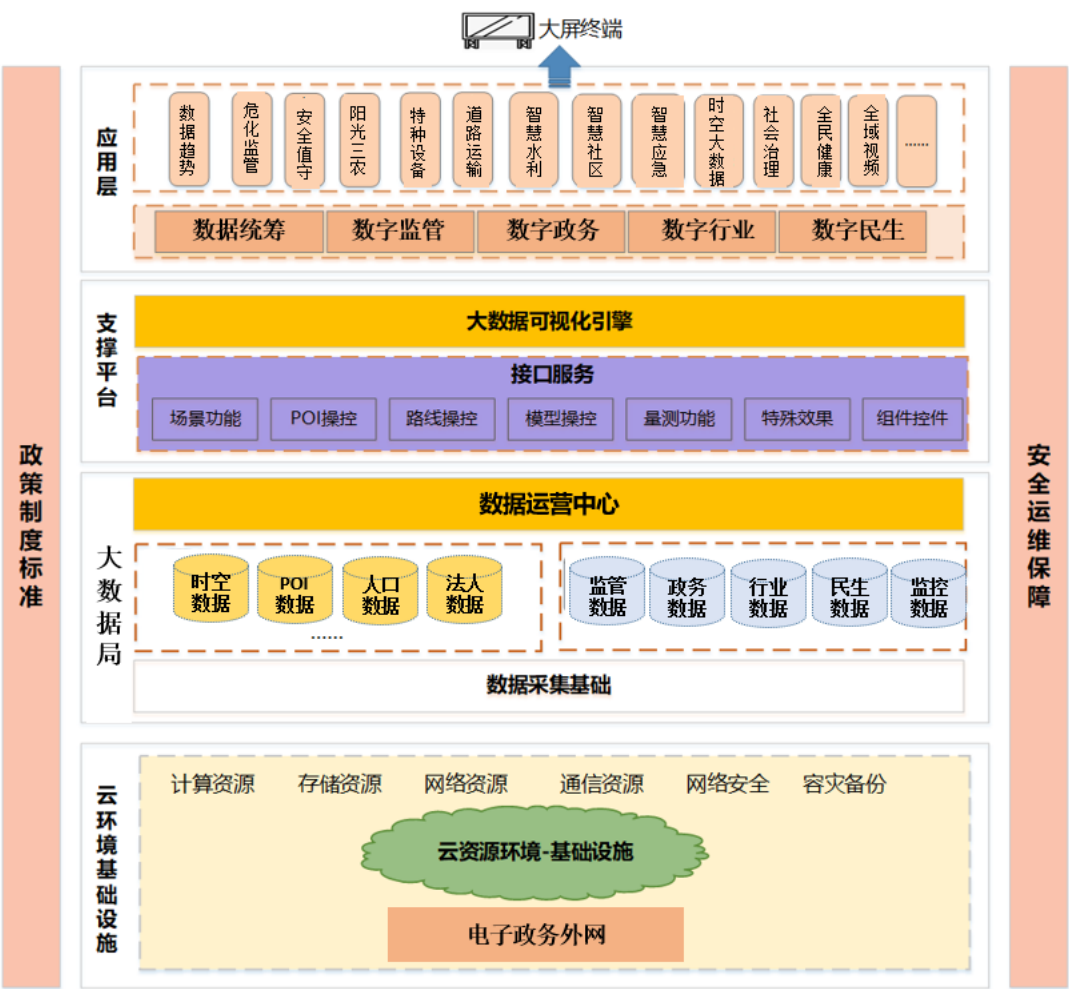 大屏终端
政策制度标准
应用层
数据趋势
危化监管
安全值守
阳光三农
特种设备
道路运输
智慧水利
智慧社区
智慧应急
时空大数据
社会治理
全民健康
全域视频
......
数据统筹
数字监管
数字政务
数字行业
数字民生
支撑平台
大数据可视化引擎
接口服务
场景功能
POI操控
路线操控
模型操控
量测功能
特殊效果
组件控件
大数据局
数据运营中心
时空
数据
POI
数据
人口
数据
法人
数据
......
监管
数据
政务
数据
行业
数据
民生
数据
监控
数据
数据采集基础
云环境基础设施
计算资源
存储资源
网络资源
通信资源
网络安全
容灾备份
云资源环境-基础设施
电子政务外网
安全运维保障